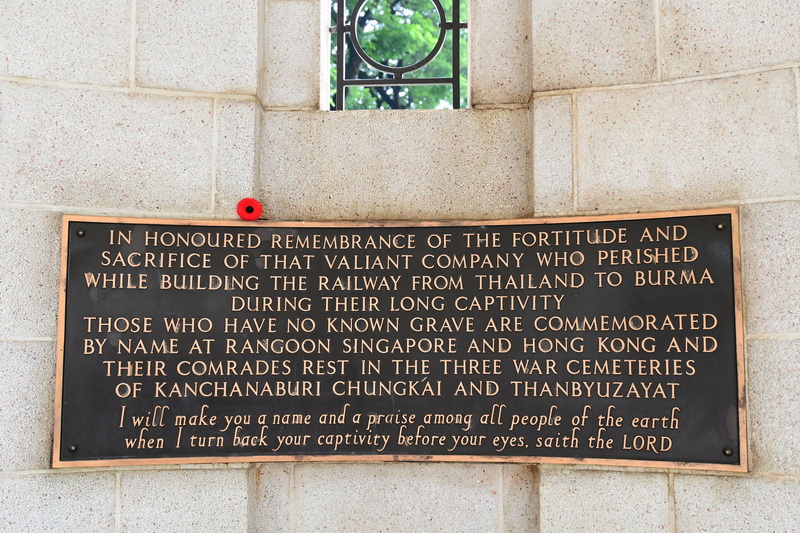 IN HONOURED REMEMBRANCE OF THE FORTITUDE AND
SACRIFICE OF THAT VALIANT COMPANY WHO PERISHED
WHILE BUILDING THE RAILWAY FROM THAILAND TO BURMA
DURING THEIR LONG CAPTIVITY
THOSE WHO HAVE NO KNOWN GRAVE ARE COMMEMORATED
BY NAME AT RANGOON SINGAPORE AND HONG KONG AND
THEIR COMRADES REST IN THE THREE WAR CEMETERIES
OF KANCHANABURI CHUNGKAI AND THANBYUZAYAT
I will make you a name and a praise among all people of the earth
when I turn back your captivity before your eyes, saith the LORD